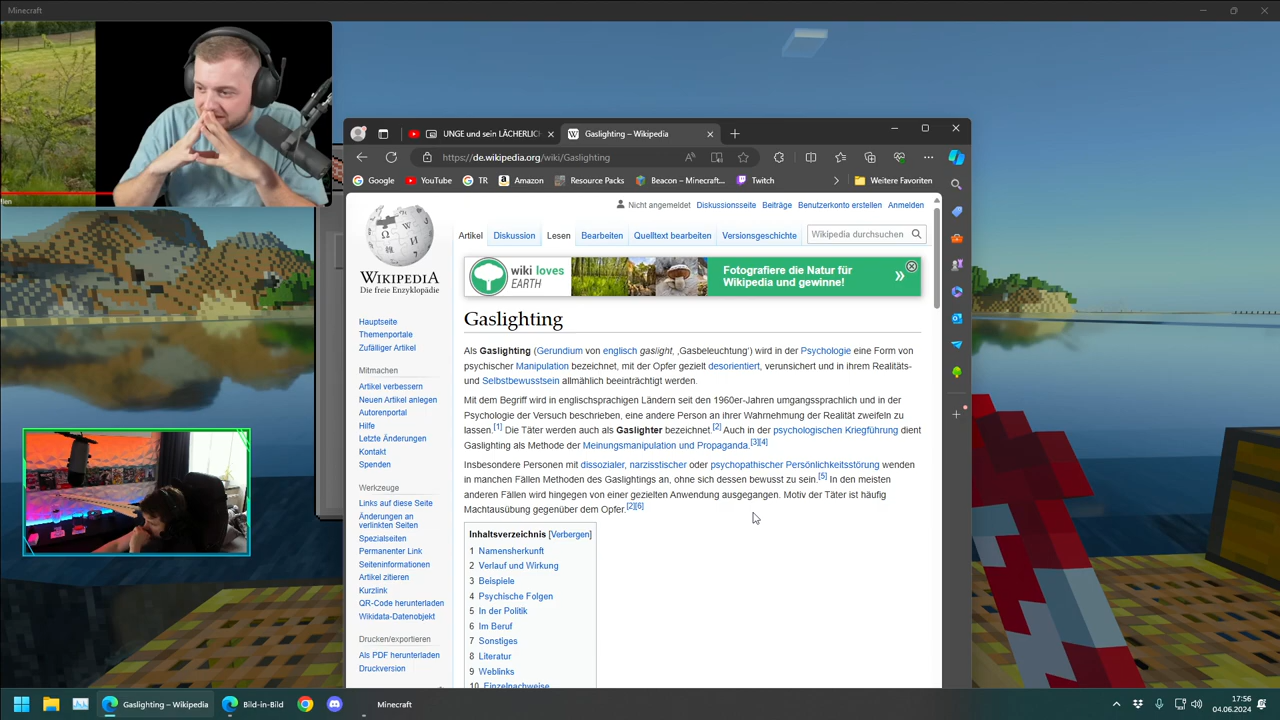 Minecraft
UNGE und sein LÄCHERLIC
Gaslighting – Wikipedia
https://de.wikipedia.org/wiki/Gaslighting
Google
YouTube
TR
Amazon
Resource Packs
Beacon – Minecraft...
Twitch
Weitere Favoriten
Nicht angemeldet Diskussionsseite Beiträge Benutzerkonto erstellen Anmelden
Artikel Diskussion Lesen Bearbeiten Quelltext bearbeiten Versionsgeschichte
Wikipedia durchsuchen
WIKIPEDIA
Die freie Enzyklopädie
wiki loves
EARTH
Fotografiere die Natur für
Wikipedia und gewinne!
Hauptseite
Themenportale
Zufälliger Artikel
Mitmachen
Artikel verbessern
Neuen Artikel anlegen
Autorenportal
Hilfe
Letzte Änderungen
Kontakt
Spenden
Werkzeuge
Links auf diese Seite
Änderungen an
verlinkten Seiten
Spezialseiten
Permanenter Link
Seiteninformationen
Artikel zitieren
Kurzlink
QR-Code herunterladen
Wikidata-Datenobjekt
Drucken/exportieren
Als PDF herunterladen
Druckversion
Gaslighting
Als Gaslighting (Gerundium von englisch gaslight, ‚Gasbeleuchtung‘) wird in der Psychologie eine Form von
psychischer Manipulation bezeichnet, mit der Opfer gezielt desorientiert, verunsichert und in ihrem Realitäts-
und Selbstbewusstsein allmählich beeinträchtigt werden.
Mit dem Begriff wird in englischsprachigen Ländern seit den 1960er-Jahren umgangssprachlich und in der
Psychologie der Versuch beschrieben, eine andere Person an ihrer Wahrnehmung der Realität zweifeln zu
lassen.[1] Die Täter werden auch als Gaslighter bezeichnet.[2] Auch in der psychologischen Kriegführung dient
Gaslighting als Methode der Meinungsmanipulation und Propaganda.[3][4]
Insbesondere Personen mit dissozialer, narzisstischer oder psychopathischer Persönlichkeitsstörung wenden
in manchen Fällen Methoden des Gaslightings an, ohne sich dessen bewusst zu sein.[5] In den meisten
anderen Fällen wird hingegen von einer gezielten Anwendung ausgegangen. Motiv der Täter ist häufig
Machtausübung gegenüber dem Opfer.[2][6]
Inhaltsverzeichnis [Verbergen]
1 Namensherkunft
2 Verlauf und Wirkung
3 Beispiele
4 Psychische Folgen
5 In der Politik
6 Im Beruf
7 Sonstiges
8 Literatur
9 Weblinks
10 Einzelnachweise
Gaslighting – Wikipedia
Bild-in-Bild
Minecraft
17:56
04.06.2024